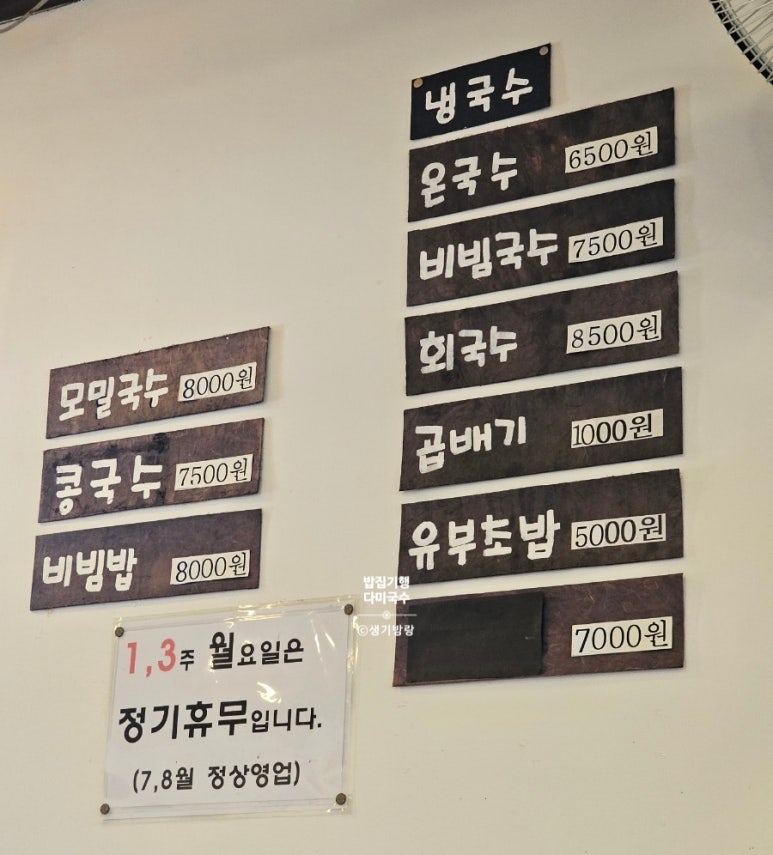 냉국수
온국수 6500원
비빔국수 7500원
회국수 8500원
곱배기 1000원
유부초밥 5000원
7000원
모밀국수 8000원
콩국수 7500원
비빔밥 8000원
1,3주 월요일은
정기휴무입니다.
(7,8월 정상영업)
밥짐기행
다미국수
©생기방랑